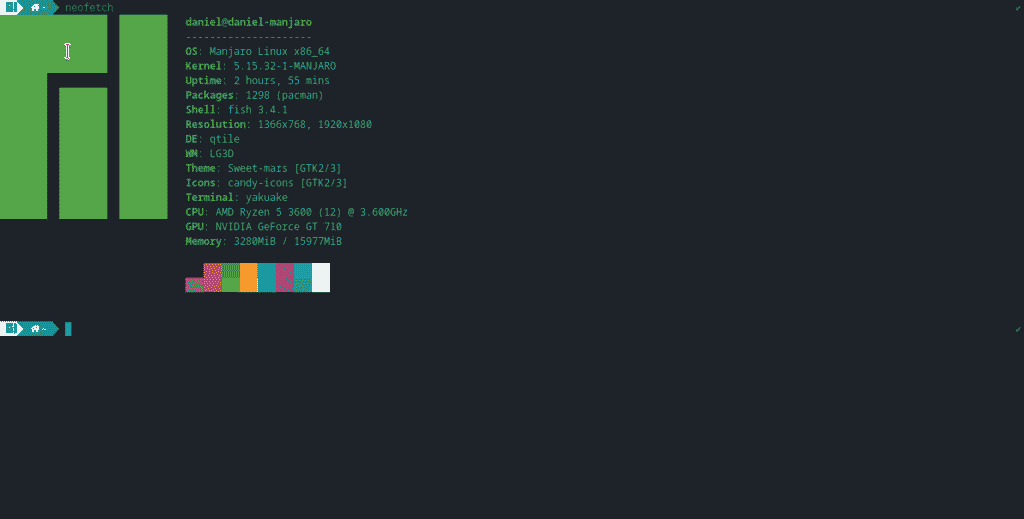 ~ neofetch ✔
daniel@daniel-manjaro
---------------------
OS: Manjaro Linux x86_64
Kernel: 5.15.32-1-MANJARO
Uptime: 2 hours, 55 mins
Packages: 1298 (pacman)
Shell: fish 3.4.1
Resolution: 1366x768, 1920x1080
DE: qtile
WM: LG3D
Theme: Sweet-mars [GTK2/3]
Icons: candy-icons [GTK2/3]
Terminal: yakuake
CPU: AMD Ryzen 5 3600 (12) @ 3.600GHz
GPU: NVIDIA GeForce GT 710
Memory: 3280MiB / 15977MiB
~ ✔